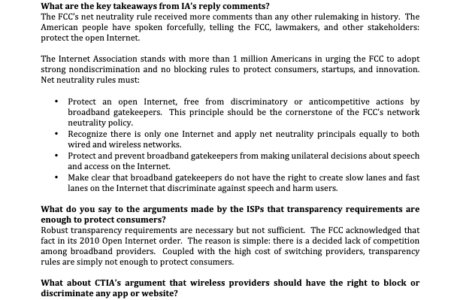 What are the key takeaways from IA's reply comments?
The FCC's net neutrality rule received more comments than any other rulemaking in history. The
American people have spoken forcefully, telling the FCC, lawmakers, and other stakeholders:
protect the open Internet.
The Internet Association stands with more than 1 million Americans in urging the FCC to adopt
strong nondiscrimination and no blocking rules to protect consumers, startups, and innovation.
Net neutrality rules must:
• Protect an open Internet, free from discriminatory or anticompetitive actions by
broadband gatekeepers. This principle should be the cornerstone of the FCC's network
neutrality policy.
• Recognize there is only one Internet and apply net neutrality principals equally to both
wired and wireless networks.
• Protect and prevent broadband gatekeepers from making unilateral decisions about speech
and access on the Internet.
• Make clear that broadband gatekeepers do not have the right to create slow lanes and fast
lanes on the Internet that discriminate against speech and harm users.
What do you say to the arguments made by the ISPs that transparency requirements are
enough to protect consumers?
Robust transparency requirements are necessary but not sufficient. The FCC acknowledged that
fact in its 2010 Open Internet order. The reason is simple: there is a decided lack of competition
among broadband providers. Coupled with the high cost of switching providers, transparency
rules are simply not enough to protect consumers.
What about CTIA's argument that wireless providers should have the right to block or
discriminate any app or website?